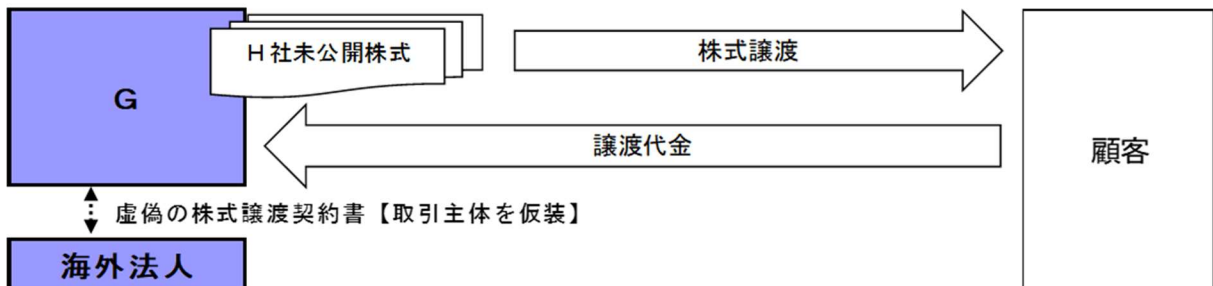 H社未公開株式
株式譲渡
G
譲渡代金
顧客
虚偽の株式譲渡契約書【取引主体を仮装】
海外法人